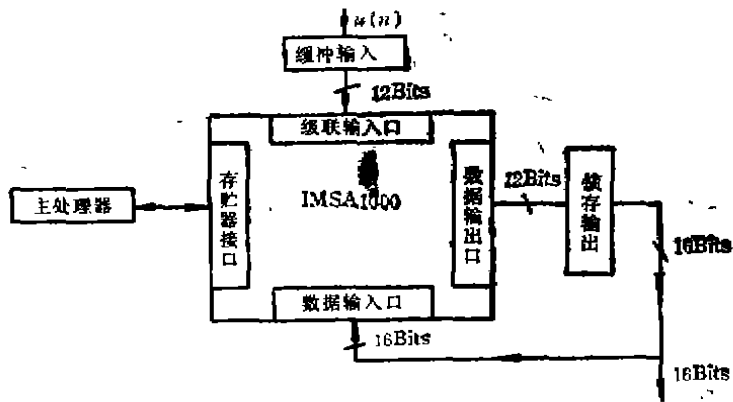 u(n)
缓冲输入
12Bits
级联输入口
存贮器接口
主处理器
IMSA1000
数据输出口
12Bits
锁存输出
16Bits
数据输入口
16Bits
16Bits